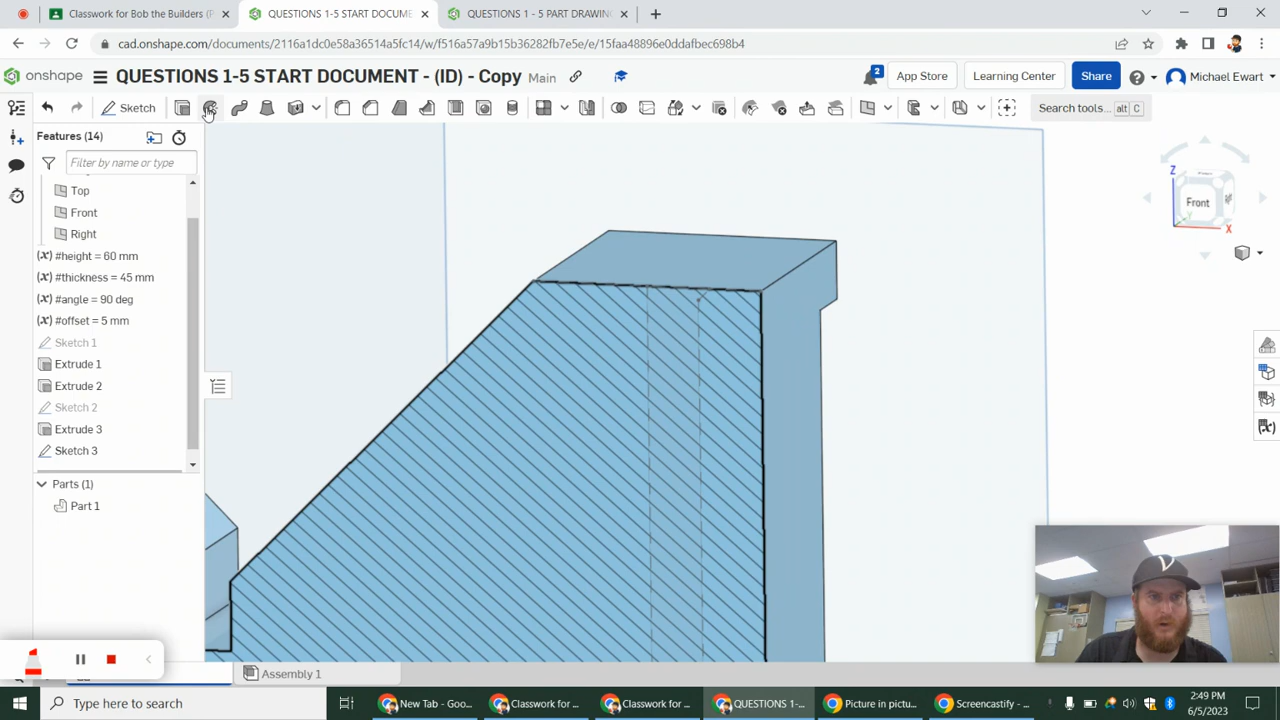 Classwork for Bob the Builders (P
QUESTIONS 1-5 START DOCUME
QUESTIONS 1 - 5 PART DRAWING
cad.onshape.com/documents/2116a1dc0e58a36514a5fc14/w/f516a57a9b15b36282fb7e5e/e/15faa48896e0ddafbec698b4
onshape
QUESTIONS 1-5 START DOCUMENT - (ID) - Copy
Main
2
App Store
Learning Center
Share
Michael Ewart
Sketch
Search tools...
alt
C
Features (14)
Filter by name or type
Top
Front
Right
(x) #height = 60 mm
(x) #thickness = 45 mm
(x) #angle = 90 deg
(x) #offset = 5 mm
Sketch 1
Extrude 1
Extrude 2
Sketch 2
Extrude 3
Sketch 3
Parts (1)
Part 1
Z
Front
X
Assembly 1
Type here to search
New Tab - Goo...
Classwork for ...
Classwork for ...
QUESTIONS 1-...
Picture in pictu...
Screencastify - ...
2:49 PM
6/5/2023